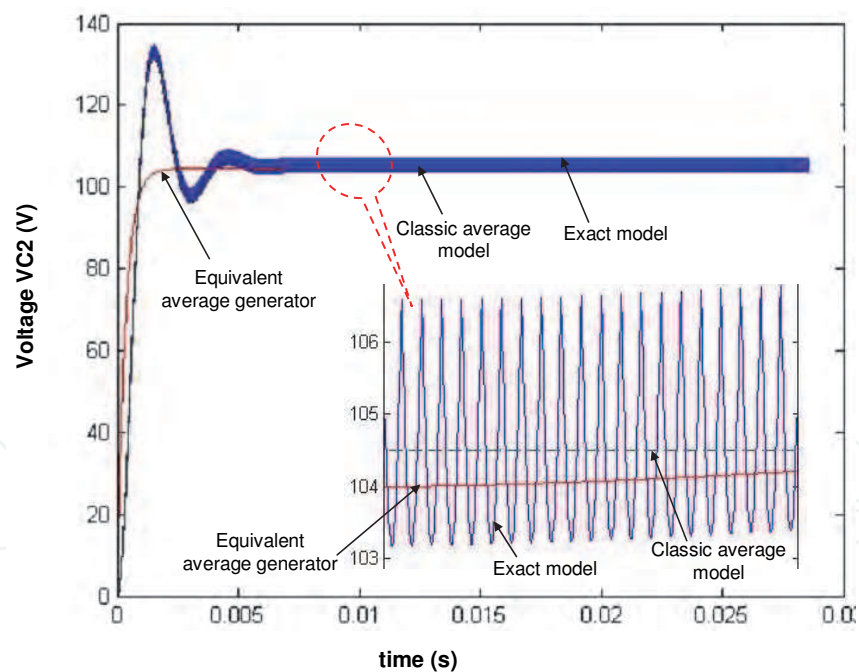 140
120
100
80
60
40
20
0
Voltage VC2 (V)
Classic average
model
Exact model
Equivalent
average generator
106
105
104
103
Equivalent
average generator
Exact model
Classic average
model
0 0.005 0.01 0.015 0.02 0.025 0.03
time (s)